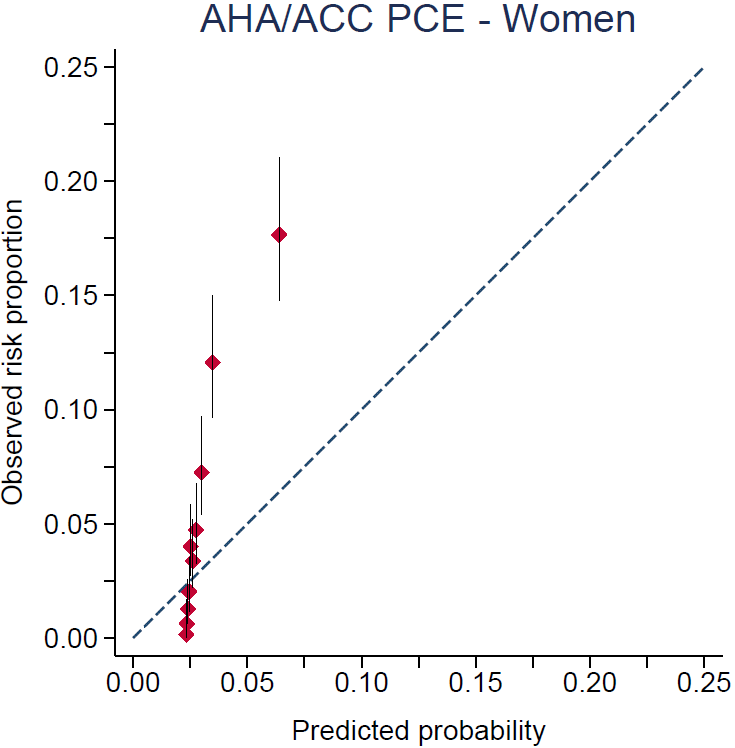 AHA/ACC PCE - Women
Observed risk proportion
0.25
0.20
0.15
0.10
0.05
0.00
0.00 0.05 0.10 0.15 0.20 0.25
Predicted probability